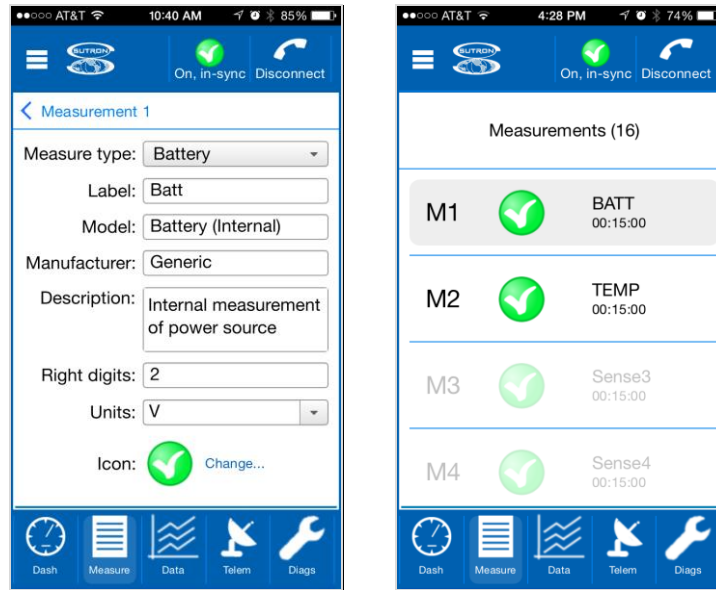 AT&T 10:40 AM 85%
SUTRON
On, in-sync Disconnect
Measurement 1
Measure type: Battery
Label: Batt
Model: Battery (Internal)
Manufacturer: Generic
Description: Internal measurement
of power source
Right digits: 2
Units: V
Icon: Change...
Dash Measure Data Telem Diags
AT&T 4:28 PM 74%
SUTRON
On, in-sync Disconnect
Measurements (16)
M1 BATT
00:15:00
M2 TEMP
00:15:00
M3 Sense3
00:15:00
M4 Sense4
00:15:00
Dash Measure Data Telem Diags